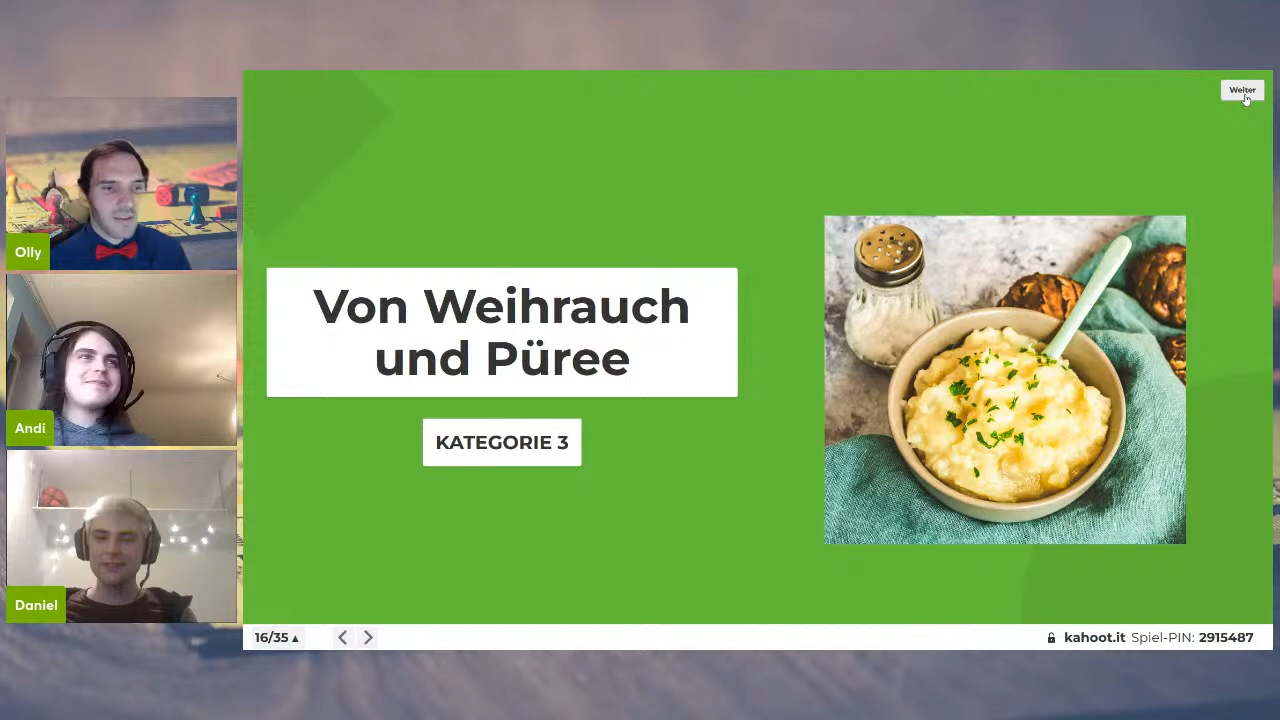 Weiter
Olly
Von Weihrauch
und Püree
Andi
KATEGORIE 3
Daniel
16/35 ▲
kahoot.it Spiel-PIN: 2915487